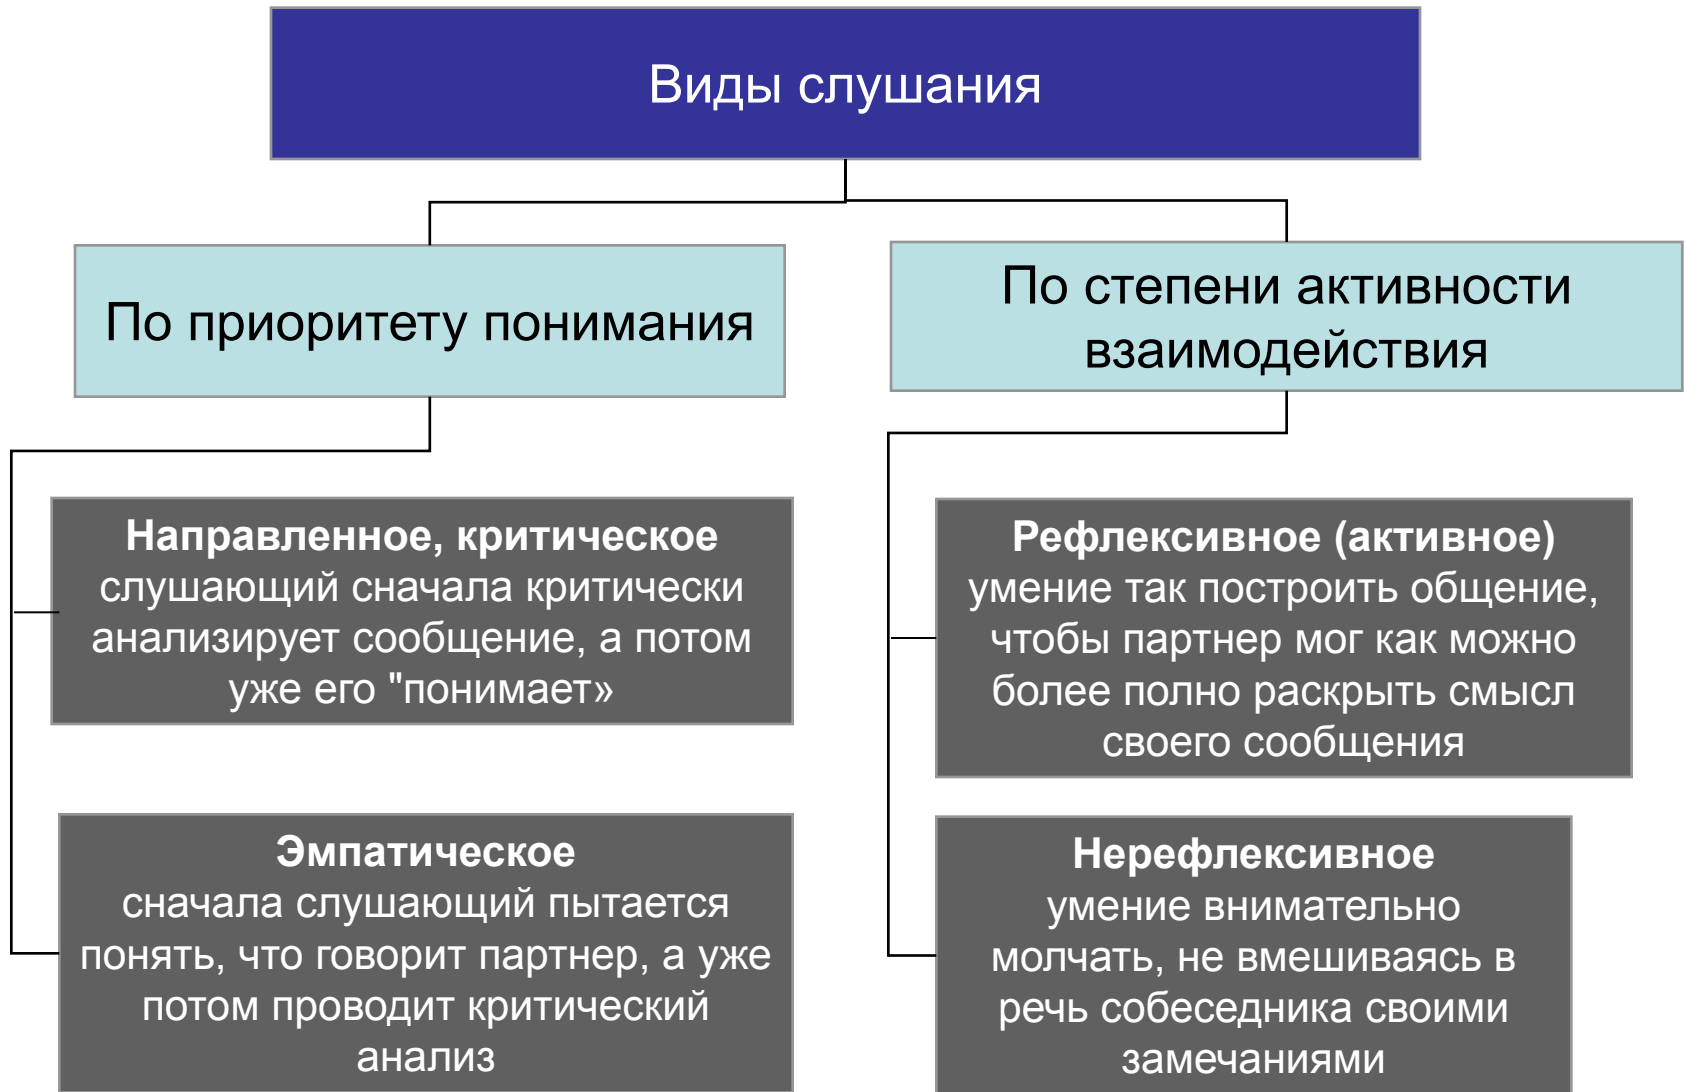 Виды слушания
По приоритету понимания
По степени активности
взаимодействия
Направленное, критическое
слушающий сначала критически
анализирует сообщение, а потом
уже его "понимает»
Эмпатическое
сначала слушающий пытается
понять, что говорит партнер, а уже
потом проводит критический
анализ
Рефлексивное (активное)
умение так построить общение,
чтобы партнер мог как можно
более полно раскрыть смысл
своего сообщения
Нерефлексивное
умение внимательно
молчать, не вмешиваясь в
речь собеседника своими
замечаниями